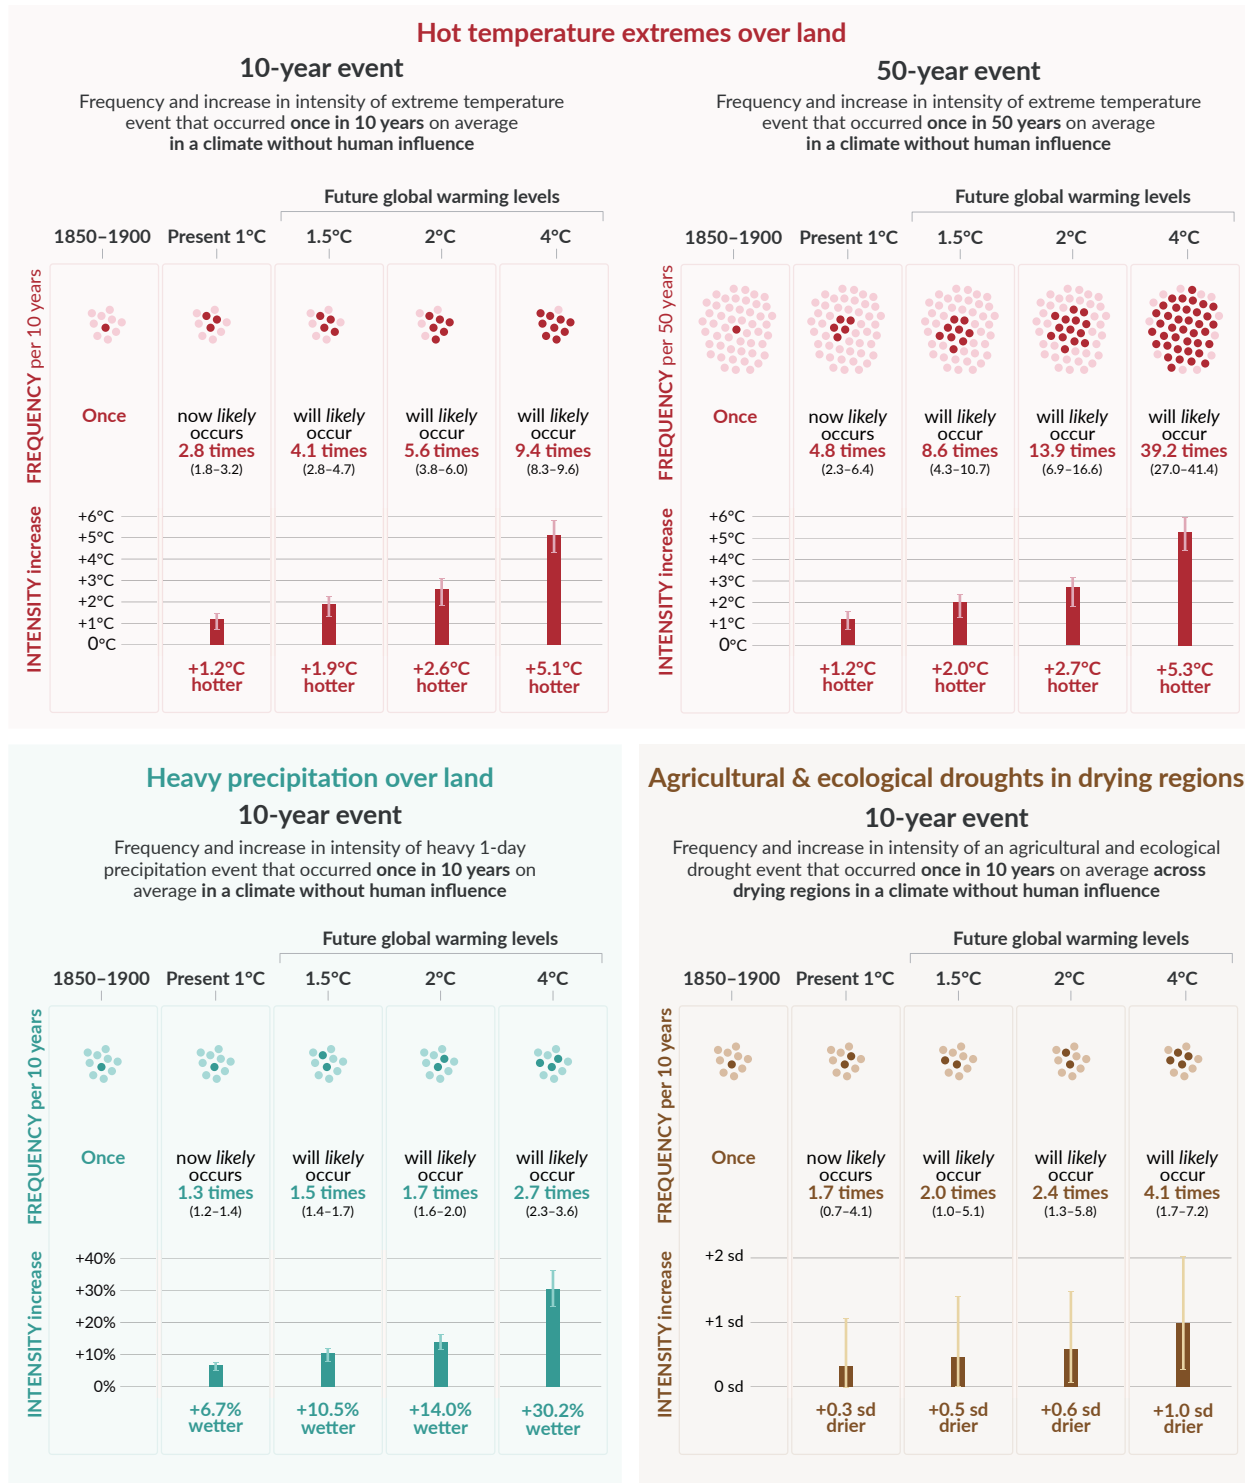 Hot temperature extremes over land
10-year event
Frequency and increase in intensity of extreme temperature
event that occurred once in 10 years on average
in a climate without human influence
Future global warming levels
1850–1900 Present 1°C 1.5°C 2°C 4°C
FREQUENCY per 10 years
Once
now likely
occurs
2.8 times
(1.8–3.2)
will likely
occur
4.1 times
(2.8–4.7)
will likely
occur
5.6 times
(3.8–6.0)
will likely
occur
9.4 times
(8.3–9.6)
INTENSITY increase
+6°C
+5°C
+4°C
+3°C
+2°C
+1°C
0°C
+1.2°C
hotter
+1.9°C
hotter
+2.6°C
hotter
+5.1°C
hotter
50-year event
Frequency and increase in intensity of extreme temperature
event that occurred once in 50 years on average
in a climate without human influence
Future global warming levels
1850–1900 Present 1°C 1.5°C 2°C 4°C
FREQUENCY per 50 years
Once
now likely
occurs
4.8 times
(2.3–6.4)
will likely
occur
8.6 times
(4.3–10.7)
will likely
occur
13.9 times
(6.9–16.6)
will likely
occur
39.2 times
(27.0–41.4)
INTENSITY increase
+6°C
+5°C
+4°C
+3°C
+2°C
+1°C
0°C
+1.2°C
hotter
+2.0°C
hotter
+2.7°C
hotter
+5.3°C
hotter
Heavy precipitation over land
10-year event
Frequency and increase in intensity of heavy 1-day
precipitation event that occurred once in 10 years on
average in a climate without human influence
Future global warming levels
1850–1900 Present 1°C 1.5°C 2°C 4°C
FREQUENCY per 10 years
Once
now likely
occurs
1.3 times
(1.2–1.4)
will likely
occur
1.5 times
(1.4–1.7)
will likely
occur
1.7 times
(1.6–2.0)
will likely
occur
2.7 times
(2.3–3.6)
INTENSITY increase
+40%
+30%
+20%
+10%
0%
+6.7%
wetter
+10.5%
wetter
+14.0%
wetter
+30.2%
wetter
Agricultural & ecological droughts in drying regions
10-year event
Frequency and increase in intensity of an agricultural and ecological
drought event that occurred once in 10 years on average across
drying regions in a climate without human influence
Future global warming levels
1850–1900 Present 1°C 1.5°C 2°C 4°C
FREQUENCY per 10 years
Once
now likely
occurs
1.7 times
(0.7–4.1)
will likely
occur
2.0 times
(1.0–5.1)
will likely
occur
2.4 times
(1.3–5.8)
will likely
occur
4.1 times
(1.7–7.2)
INTENSITY increase
+2 sd
+1 sd
0 sd
+0.3 sd
drier
+0.5 sd
drier
+0.6 sd
drier
+1.0 sd
drier